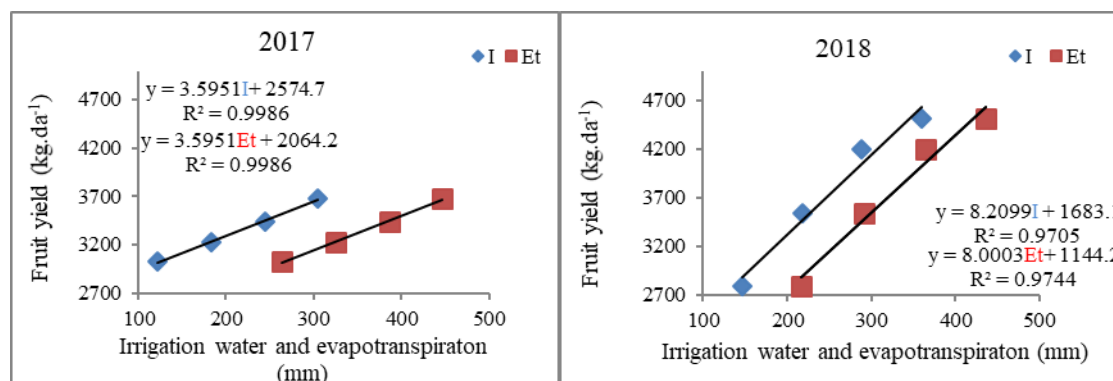 2017
I Et
y = 3.5951I+ 2574.7
R² = 0.9986
y = 3.5951Et + 2064.2
R² = 0.9986
4700
4200
3700
3200
2700
Fruit yield (kg.da⁻¹)
100 200 300 400 500
Irrigation water and evapotranspiraton
(mm)
2018
I Et
4700
4200
3700
3200
2700
Fruit yield (kg.da⁻¹)
y = 8.2099I + 1683.
R² = 0.9705
y = 8.0003Et+ 1144.2
R² = 0.9744
100 200 300 400 500
Irrigation water and evapotranspiraton (mm)